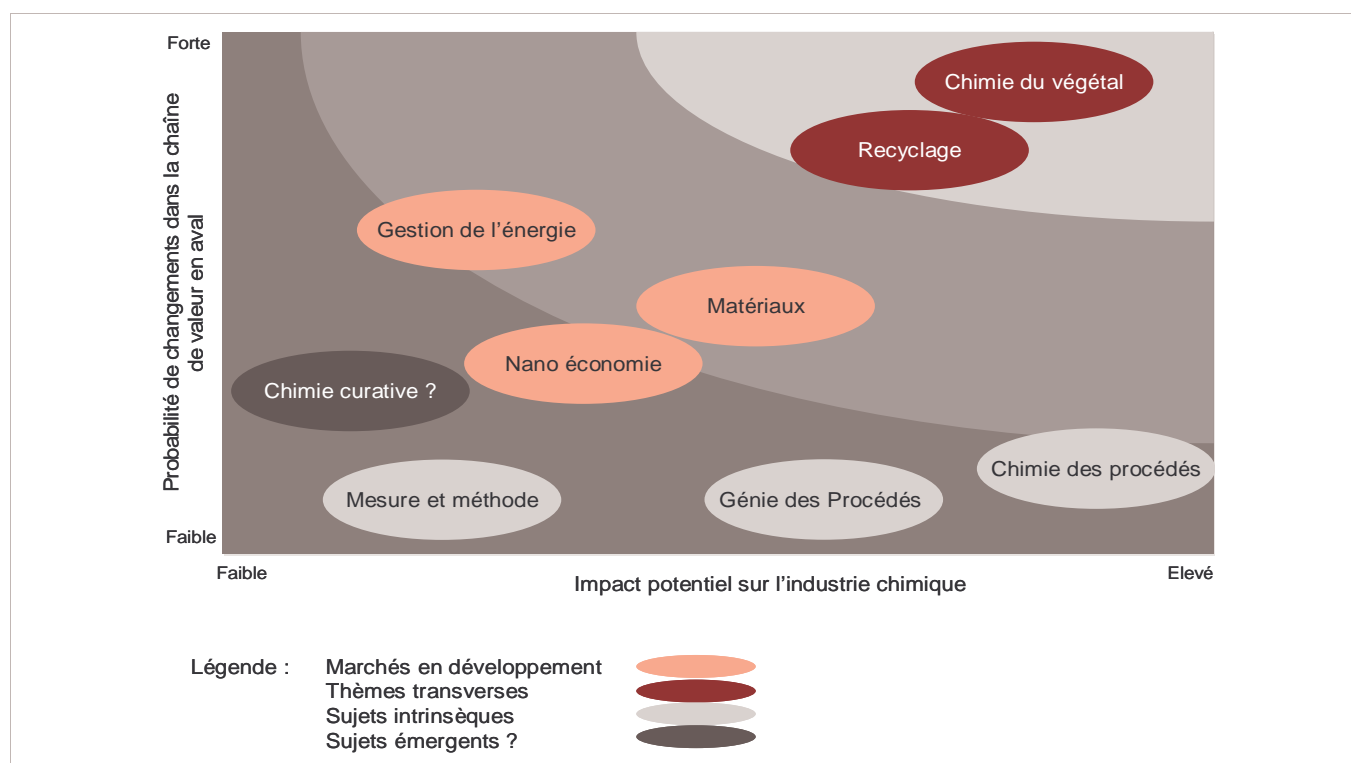 Forte
Probabilité de changements dans la chaîne
de valeur en aval
Chimie du végétal
Recyclage
Gestion de l'énergie
Matériaux
Nano économie
Chimie curative ?
Chimie des procédés
Mesure et méthode
Génie des Procédés
Faible
Faible
Impact potentiel sur l'industrie chimique
Elevé
Légende :
Marchés en développement
Thèmes transverses
Sujets intrinsèques
Sujets émergents ?